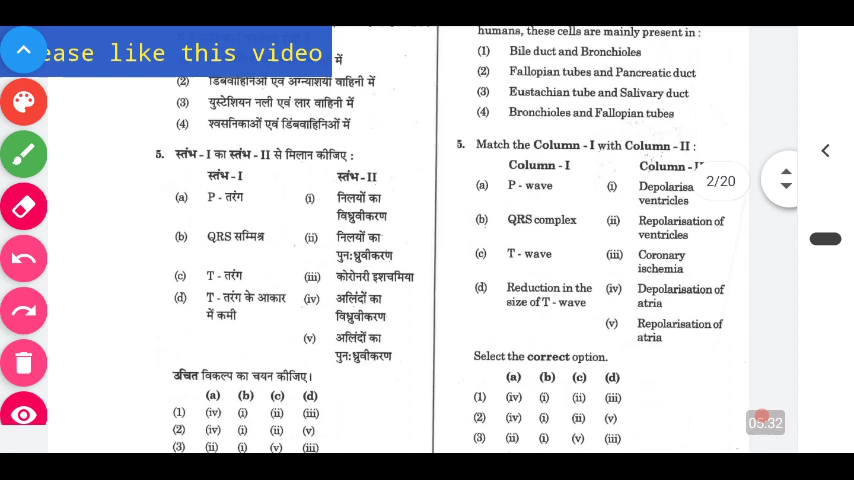 ease like this video
में
(2) डिंबवाहिनिओं एवं अग्न्याशयी वाहिनी में
(3) युस्टेशियन नली एवं लार वाहिनी में
(4) श्वसनिकाओं एवं डिंबवाहिनिओं में
5. स्तंभ - I का स्तंभ - II से मिलान कीजिए :
स्तंभ - I स्तंभ - II
(a) P - तरंग (i) निलयों का
विध्रुवीकरण
(b) QRS सम्मिश्र (ii) निलयों का
पुन:ध्रुवीकरण
(c) T - तरंग (iii) कोरोनरी इशचमिया
(d) T - तरंग के आकार (iv) अलिंदों का
में कमी विध्रुवीकरण
(v) अलिंदों का
पुन:ध्रुवीकरण
उचित विकल्प का चयन कीजिए।
(a) (b) (c) (d)
(1) (iv) (i) (ii) (iii)
(2) (iv) (i) (ii) (v)
(3) (ii) (i) (v) (iii)
humans, these cells are mainly present in :
(1) Bile duct and Bronchioles
(2) Fallopian tubes and Pancreatic duct
(3) Eustachian tube and Salivary duct
(4) Bronchioles and Fallopian tubes
5. Match the Column - I with Column - II :
Column - I Column - II
(a) P - wave (i) Depolarisa
ventricles
(b) QRS complex (ii) Repolarisation of
ventricles
(c) T - wave (iii) Coronary
ischemia
(d) Reduction in the (iv) Depolarisation of
size of T - wave atria
(v) Repolarisation of
atria
Select the correct option.
(a) (b) (c) (d)
(1) (iv) (i) (ii) (iii)
(2) (iv) (i) (ii) (v)
(3) (ii) (i) (v) (iii)
2/20
05:32